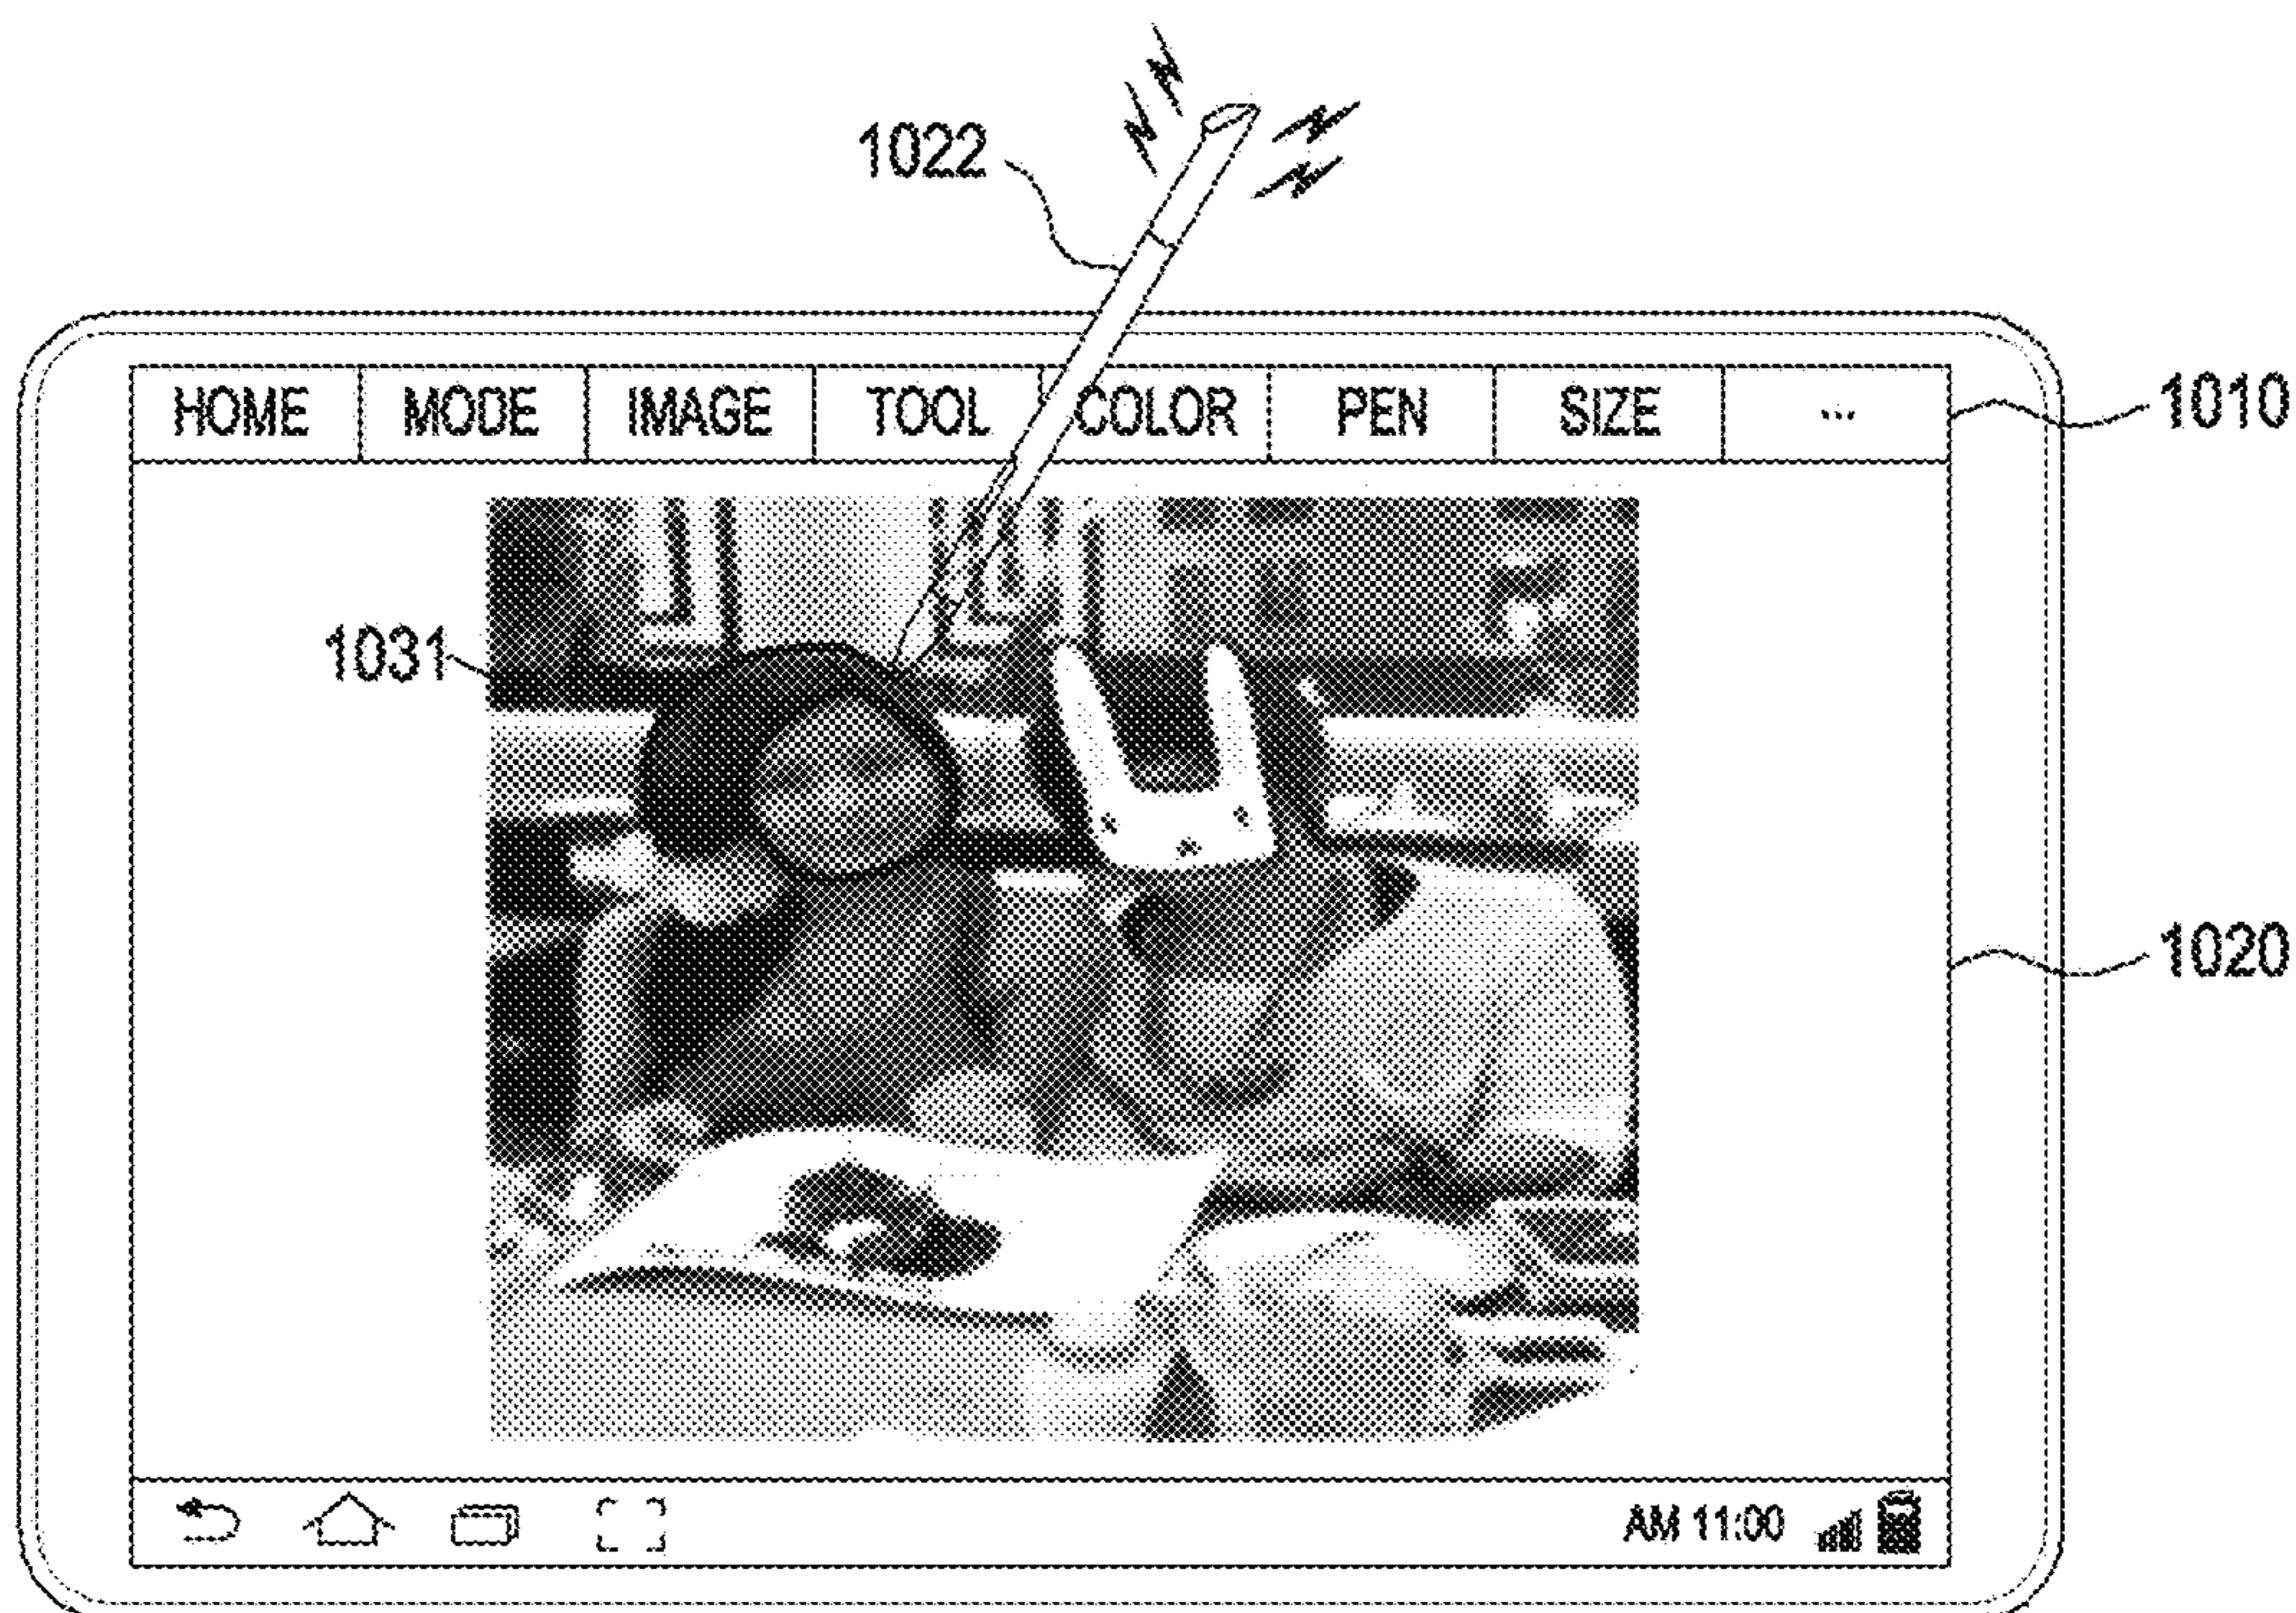 1022
HOME MODE IMAGE TOOL COLOR PEN SIZE ...
1010
1031
1020
AM 11:00